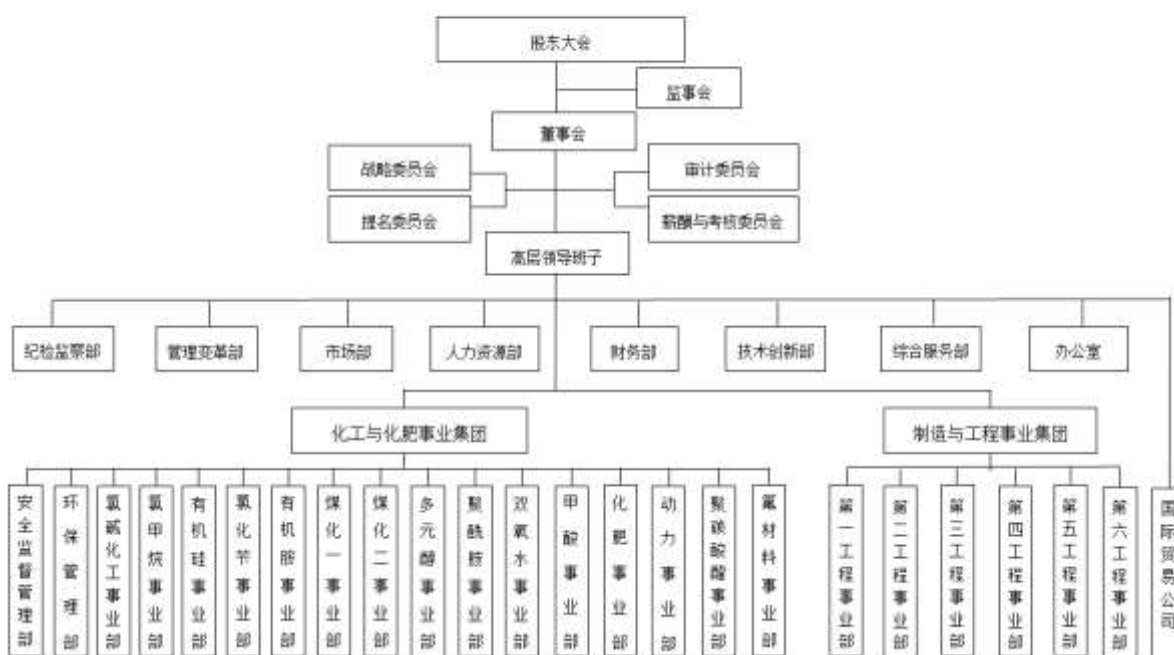 股东大会
监事会
董事会
战略委员会
审计委员会
提名委员会
薪酬与考核委员会
高层领导班子
纪检监察部
管理变革部
市场部
人力资源部
财务部
技术创新部
综合服务部
办公室
化工与化肥事业集团
制造与工程事业集团
安全监督管理部
环保管理部
氯碱化工事业部
氯甲烷事业部
有机硅事业部
氯化苄事业部
有机胺事业部
煤化一事业部
煤化二事业部
多元醇事业部
聚酰胺事业部
双氧水事业部
甲酸事业部
化肥事业部
动力事业部
聚碳酸酯事业部
氟材料事业部
第一工程事业部
第二工程事业部
第三工程事业部
第四工程事业部
第五工程事业部
第六工程事业部
国际贸易公司